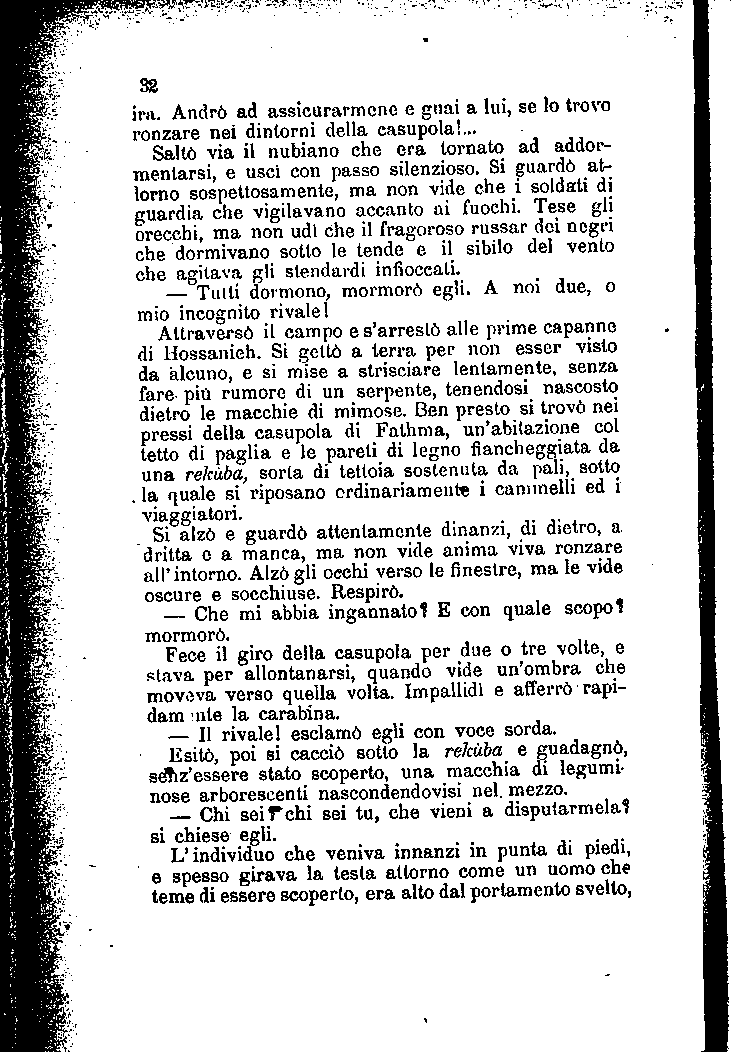 32
ira. Andrò ad assicurarmene e guai a lui, se lo trovo
ronzare nei dintorni della casupola!...
Saltò via il nubiano che era tornato ad addor-
mentarsi, e uscì con passo silenzioso. Si guardò at-
torno sospettosamente, ma non vide che i soldati di
guardia che vigilavano accanto ai fuochi. Tese gli
orecchi, ma non udì che il fragoroso russar dei negri
che dormivano sotto le tende e il sibilo del vento
che agitava gli stendardi infioccati.
— Tutti dormono, mormorò egli. A noi due, o
mio incognito rivale!
Attraversò il campo e s'arrestò alle prime capanne
di Hossanieh. Si gettò a terra per non esser visto
da alcuno, e si mise a strisciare lentamente, senza
fare più rumore di un serpente, tenendosi nascosto
dietro le macchie di mimose. Ben presto si trovò nei
pressi della casupola di Fathma, un'abitazione col
tetto di paglia e le pareti di legno fiancheggiata da
una rekùba, sorta di tettoia sostenuta da pali, sotto
la quale si riposano ordinariamente i cammelli ed i
viaggiatori.
Si alzò e guardò attentamente dinanzi, di dietro, a
dritta e a manca, ma non vide anima viva ronzare
all'intorno. Alzò gli occhi verso le finestre, ma le vide
oscure e socchiuse. Respirò.
— Che mi abbia ingannato? E con quale scopo?
mormorò.
Fece il giro della casupola per due o tre volte, e
stava per allontanarsi, quando vide un'ombra che
moveva verso quella volta. Impallidì e afferrò rapi-
damente la carabina.
— Il rivale! esclamò egli con voce sorda.
Esitò, poi si cacciò sotto la rekùba e guadagnò,
senz'essere stato scoperto, una macchia di legumi-
nose arborescenti nascondendovisi nel mezzo.
— Chi sei? chi sei tu, che vieni a disputarmela?
si chiese egli.
L'individuo che veniva innanzi in punta di piedi,
e spesso girava la testa attorno come un uomo che
teme di essere scoperto, era alto dal portamento svelto,